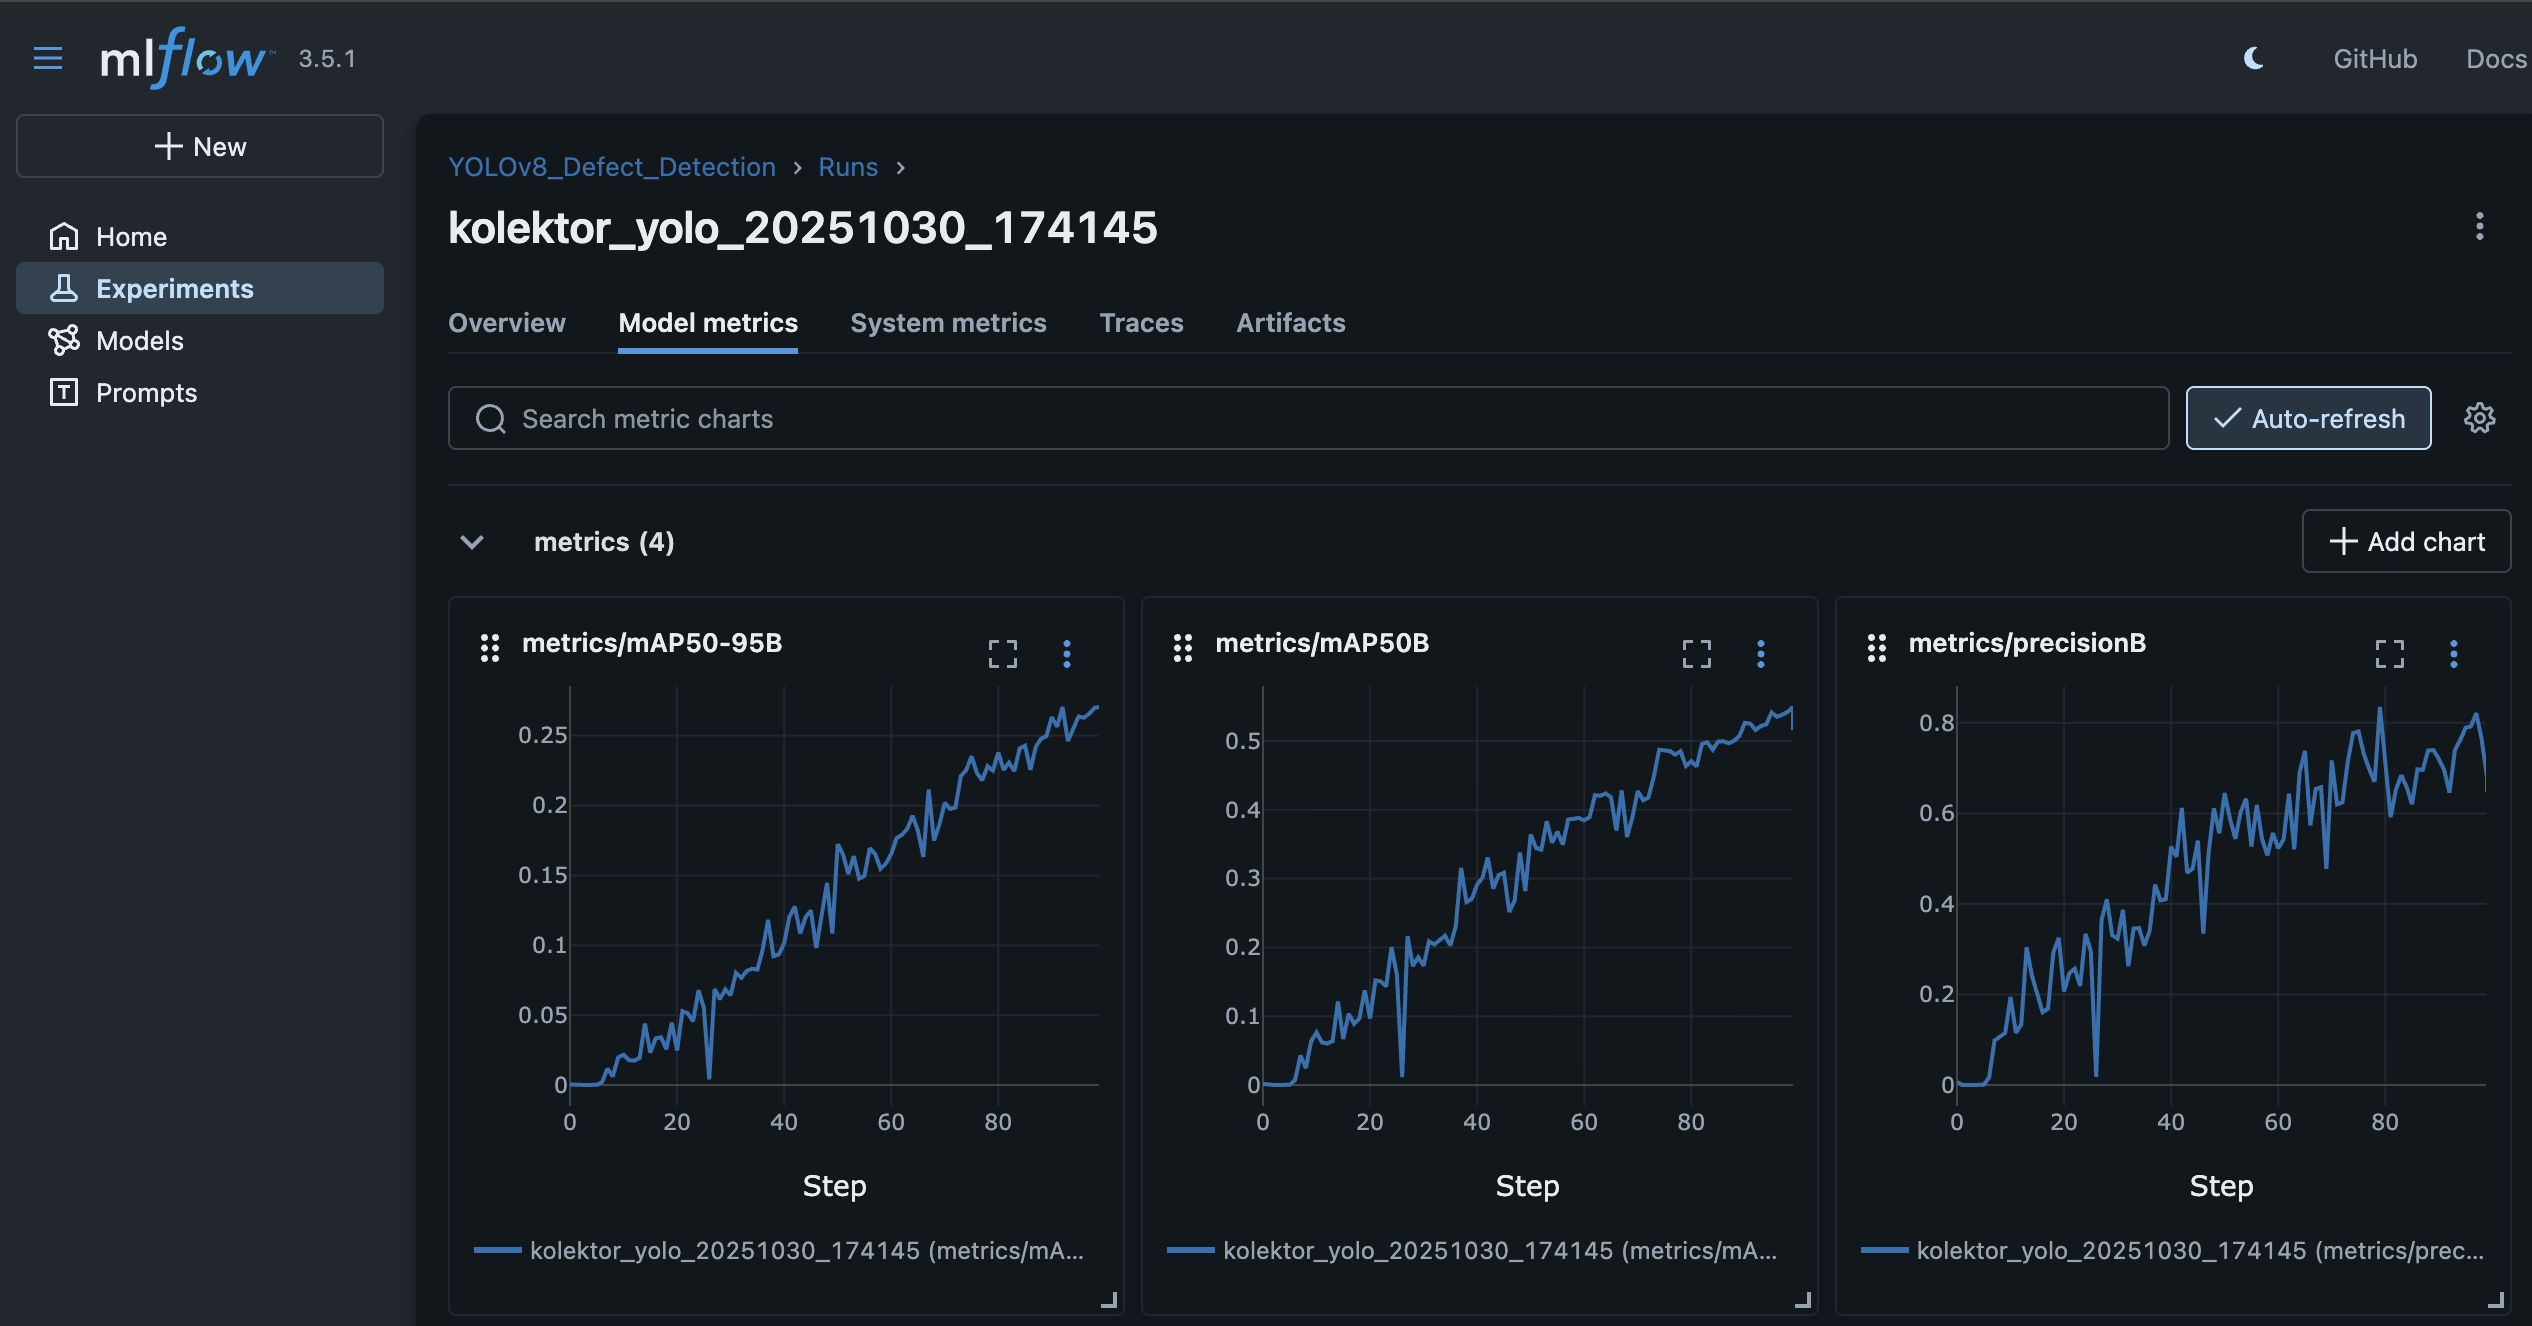 mlflow™ 3.5.1
GitHub
Docs
New
Home
Experiments
Models
Prompts
YOLOv8_Defect_Detection > Runs >
kolektor_yolo_20251030_174145
Overview
Model metrics
System metrics
Traces
Artifacts
Search metric charts
Auto-refresh
metrics (4)
Add chart
metrics/mAP50-95B
0.25
0.2
0.15
0.1
0.05
0
0 20 40 60 80
Step
kolektor_yolo_20251030_174145 (metrics/mA...
metrics/mAP50B
0.5
0.4
0.3
0.2
0.1
0
0 20 40 60 80
Step
kolektor_yolo_20251030_174145 (metrics/mA...
metrics/precisionB
0.8
0.6
0.4
0.2
0
0 20 40 60 80
Step
kolektor_yolo_20251030_174145 (metrics/prec...